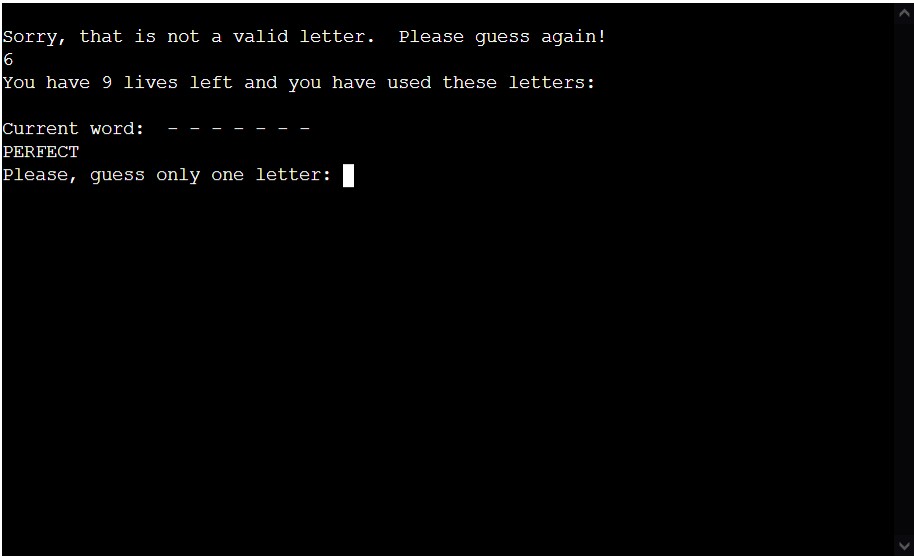 Sorry, that is not a valid letter.  Please guess again!
6
You have 9 lives left and you have used these letters:
Current word:  - - - - - - -
PERFECT
Please, guess only one letter: